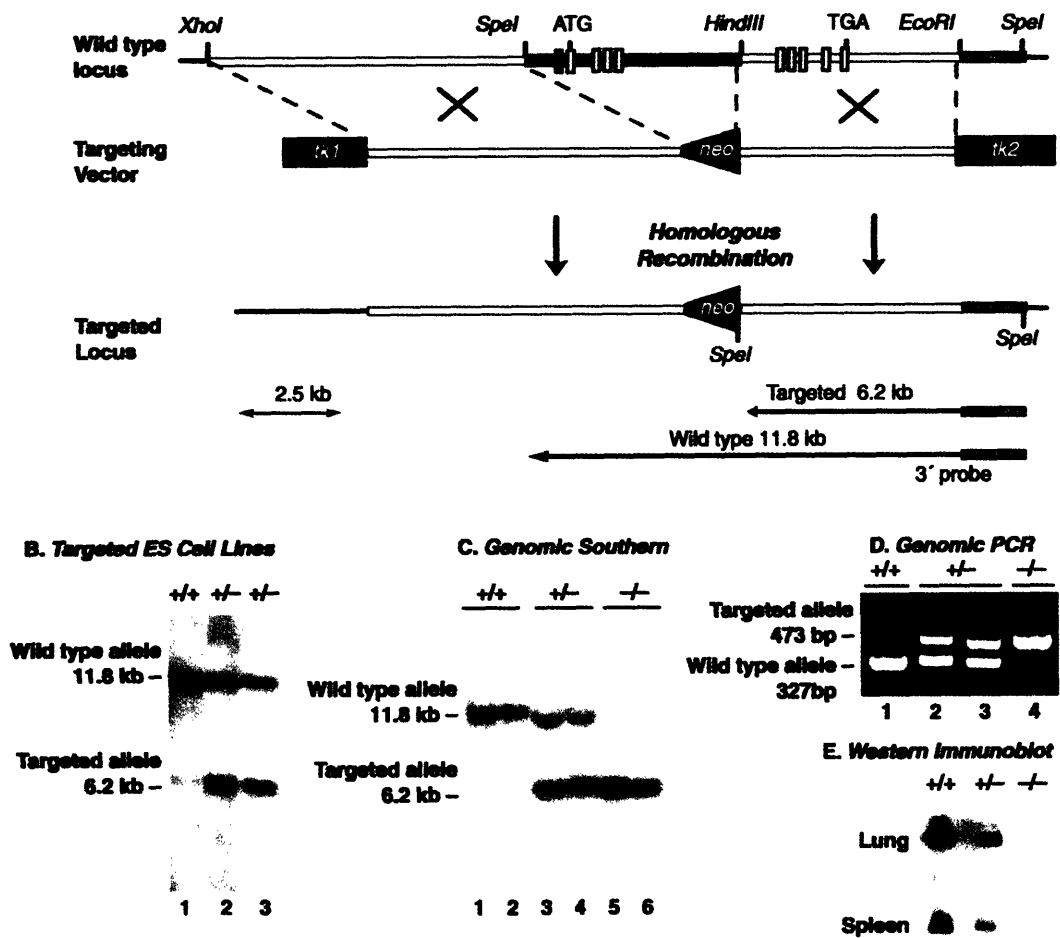 XhoI SpeI ATG HindIII TGA EcoRI SpeI
Wild type
locus
tk1 neo tk2
Targeting
Vector
Homologous
Recombination
neo
Targeted
Locus
SpeI SpeI
2.5 kb Targeted 6.2 kb
Wild type 11.8 kb
3´ probe
B. Targeted ES Cell Lines
+/+ +/– +/–
Wild type allele
11.8 kb –
Targeted allele
6.2 kb –
1 2 3
C. Genomic Southern
+/+ +/– –/–
Wild type allele
11.8 kb –
Targeted allele
6.2 kb –
1 2 3 4 5 6
D. Genomic PCR
+/+ +/– –/–
Targeted allele
473 bp –
Wild type allele –
327bp
1 2 3 4
E. Western Immunoblot
+/+ +/– –/–
Lung
Spleen